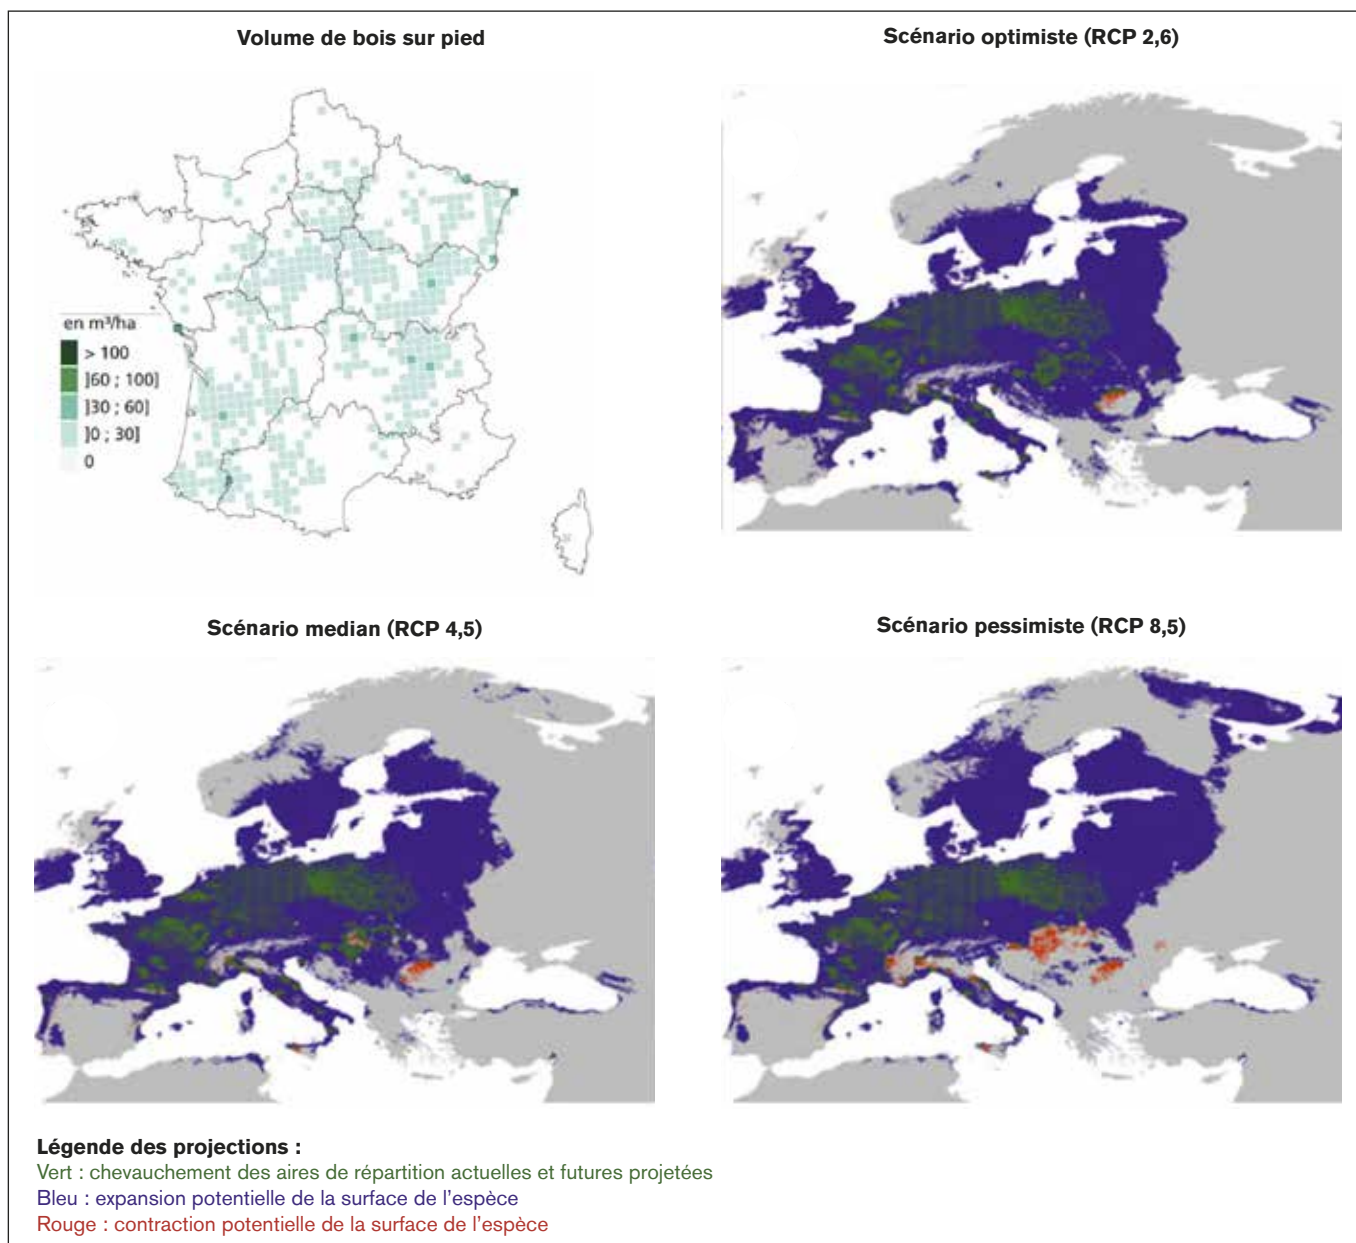 Volume de bois sur pied
Scénario optimiste (RCP 2,6)
en m³/ha
> 100
]60 ; 100]
]30 ; 60]
]0 ; 30]
0
Scénario median (RCP 4,5)
Scénario pessimiste (RCP 8,5)
Légende des projections :
Vert : chevauchement des aires de répartition actuelles et futures projetées
Bleu : expansion potentielle de la surface de l'espèce
Rouge : contraction potentielle de la surface de l'espèce